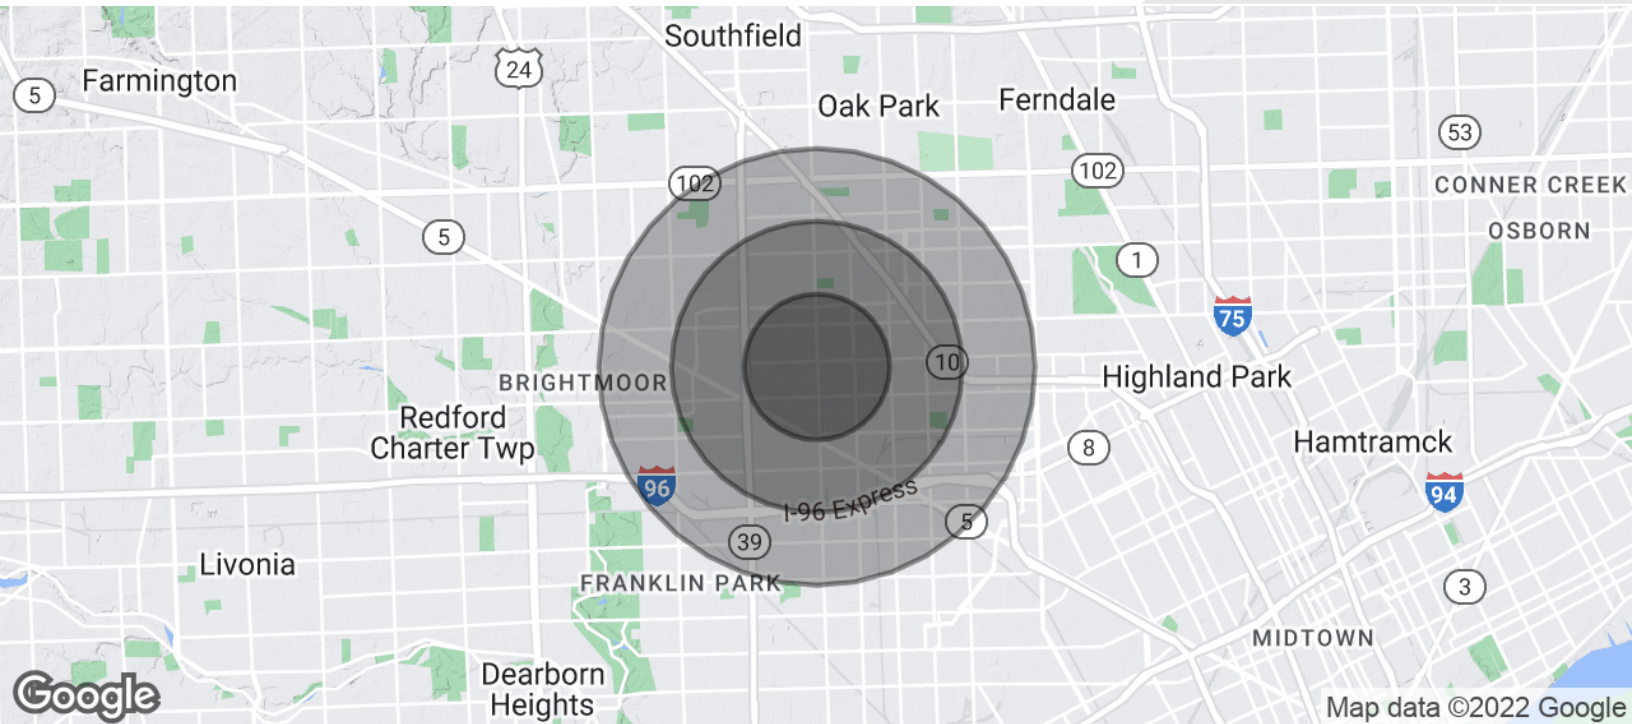 Southfield
24
Farmington
5
Oak Park
Ferndale
53
102
102
CONNER CREEK
OSBORN
5
1
75
10
BRIGHTMOOR
Highland Park
Redford
Charter Twp
Hamtramck
8
96
94
I-96 Express
5
39
Livonia
FRANKLIN PARK
3
MIDTOWN
Dearborn
Heights
Google
Map data ©2022 Google